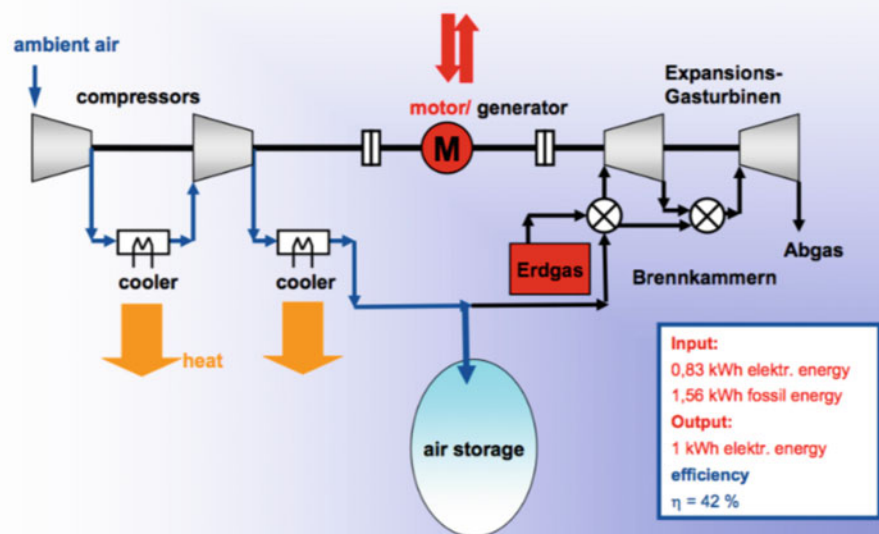 ambient air
compressors
motor/ generator
Expansions-
Gasturbinen
M
cooler
cooler
Erdgas
Brennkammern
Abgas
heat
air storage
Input:
0,83 kWh elektr. energy
1,56 kWh fossil energy
Output:
1 kWh elektr. energy
efficiency
η = 42 %